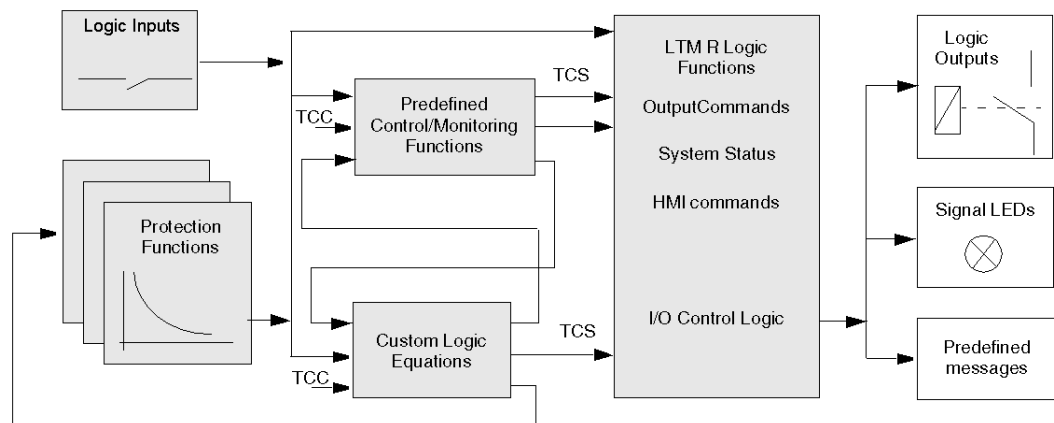 Logic Inputs
Protection
Functions
TCC
Predefined
Control/Monitoring
Functions
TCC
Custom Logic
Equations
TCS
TCS
LTM R Logic
Functions
OutputCommands
System Status
HMI commands
I/O Control Logic
Logic
Outputs
Signal LEDs
Predefined
messages